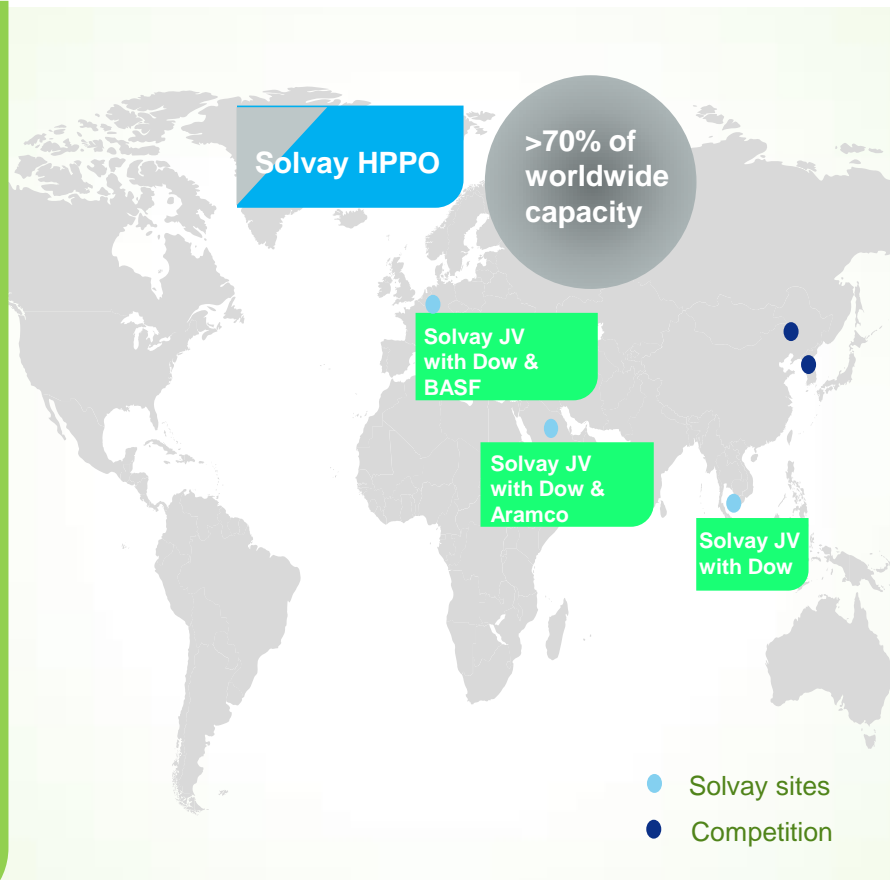 Solvay HPPO
>70% of
worldwide
capacity
Solvay JV
with Dow &
BASF
Solvay JV
with Dow &
Aramco
Solvay JV
with Dow
Solvay sites
Competition